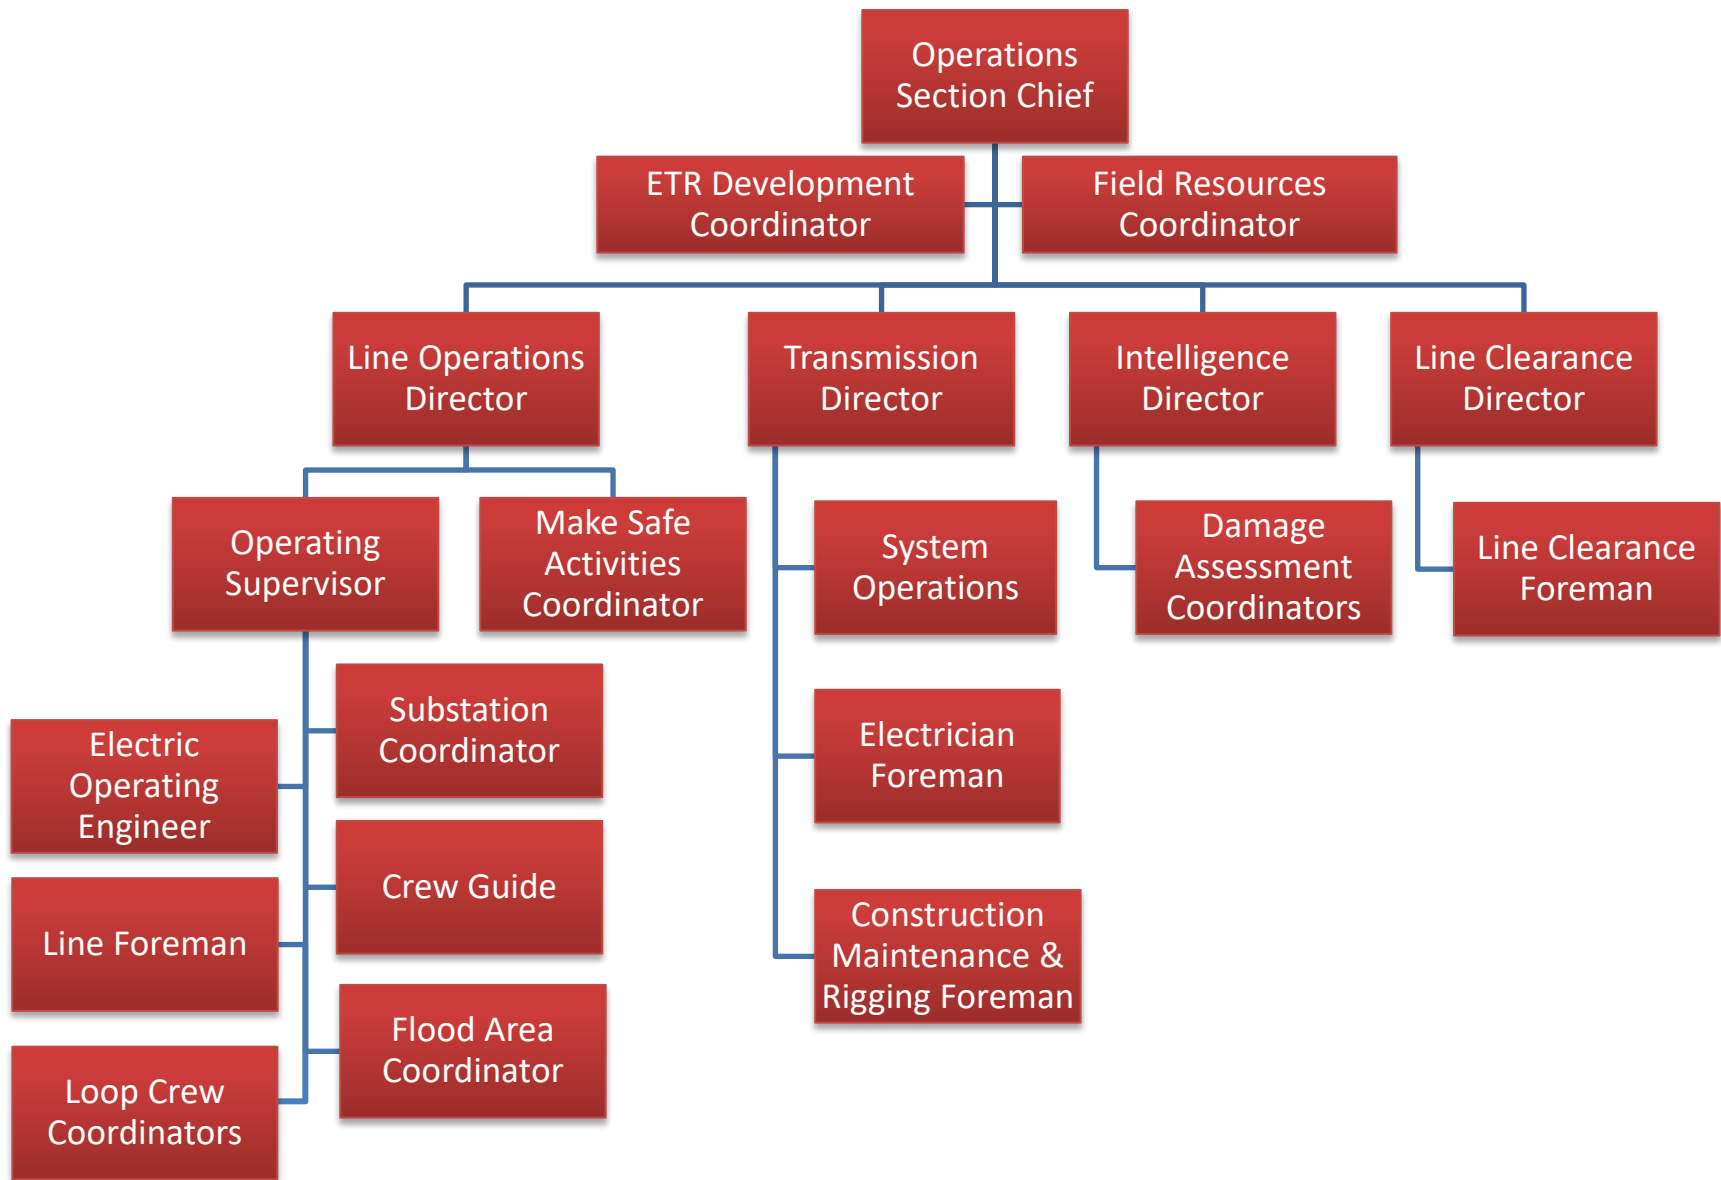 Operations
Section Chief
ETR Development
Coordinator
Field Resources
Coordinator
Line Operations
Director
Transmission
Director
Intelligence
Director
Line Clearance
Director
Operating
Supervisor
Make Safe
Activities
Coordinator
System
Operations
Damage
Assessment
Coordinators
Line Clearance
Foreman
Substation
Coordinator
Electric
Operating
Engineer
Electrician
Foreman
Crew Guide
Line Foreman
Construction
Maintenance &
Rigging Foreman
Flood Area
Coordinator
Loop Crew
Coordinators